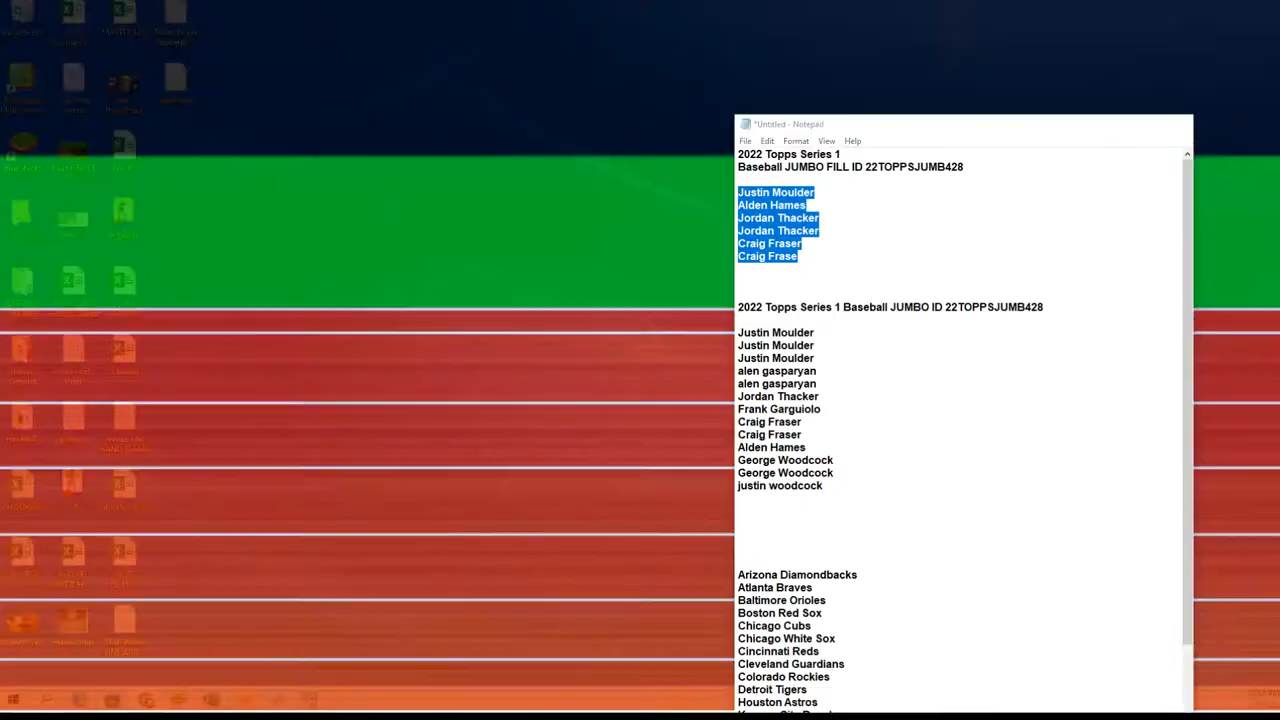 *Untitled - Notepad
File Edit Format View Help
2022 Topps Series 1
Baseball JUMBO FILL ID 22TOPPSJUMB428
Justin Moulder
Alden Hames
Jordan Thacker
Jordan Thacker
Craig Fraser
Craig Frase
2022 Topps Series 1 Baseball JUMBO ID 22TOPPSJUMB428
Justin Moulder
Justin Moulder
Justin Moulder
alen gasparyan
alen gasparyan
Jordan Thacker
Frank Garguiolo
Craig Fraser
Craig Fraser
Alden Hames
George Woodcock
George Woodcock
justin woodcock
Arizona Diamondbacks
Atlanta Braves
Baltimore Orioles
Boston Red Sox
Chicago Cubs
Chicago White Sox
Cincinnati Reds
Cleveland Guardians
Colorado Rockies
Detroit Tigers
Houston Astros